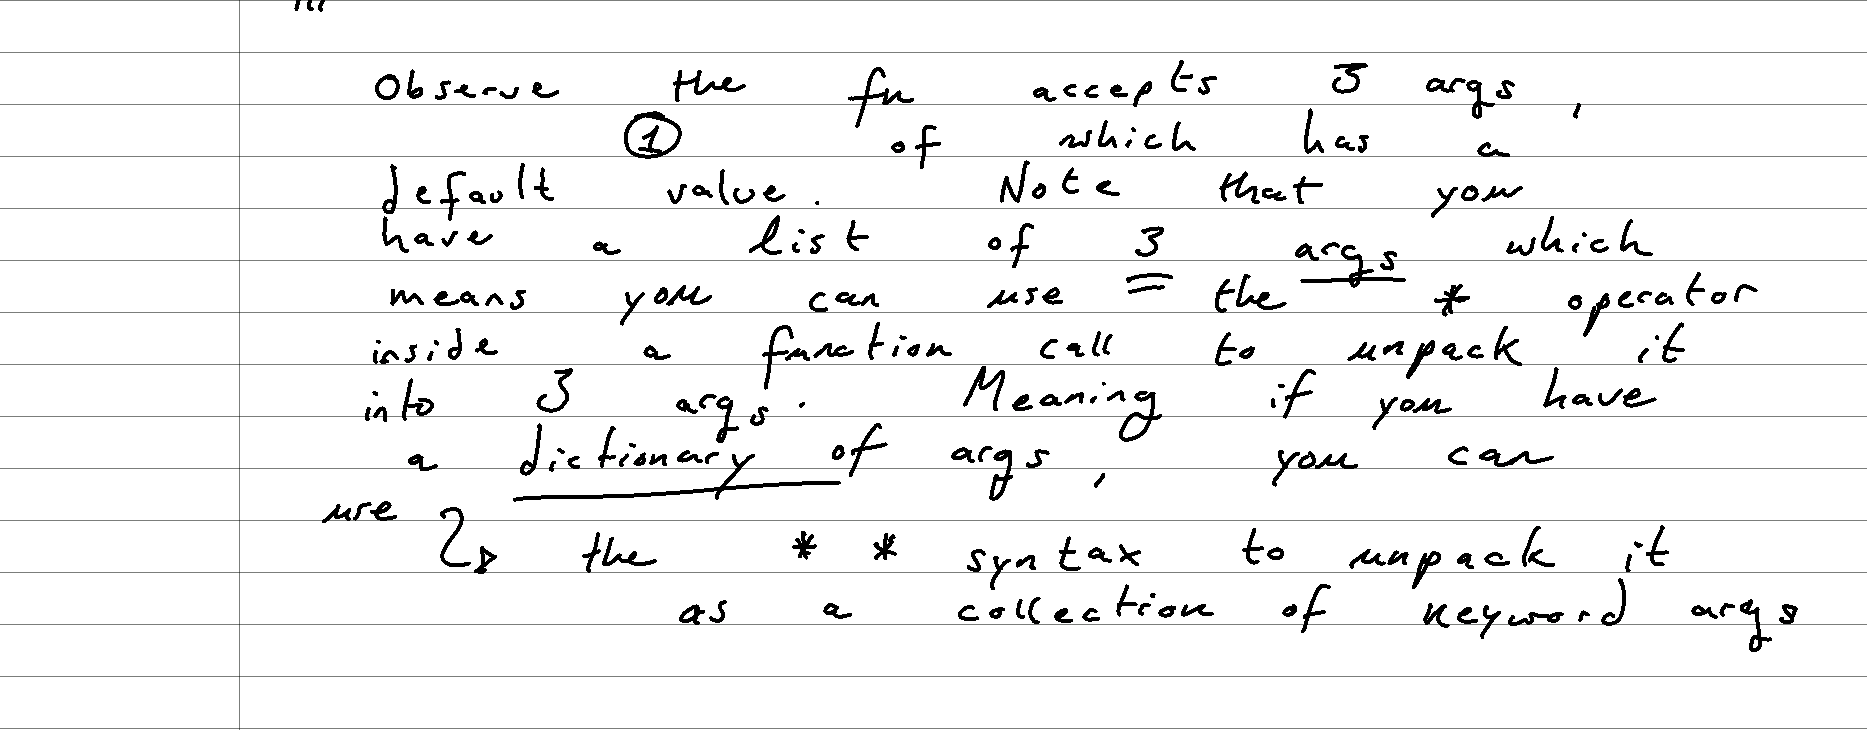 Observe the fn accepts 3 args,
① of which has a
default value. Note that you
have a list of 3 args which
means you can use the * operator
inside a function call to unpack it
into 3 args. Meaning if you have
a dictionary of args, you can
use
the ** syntax to unpack it
as a collection of keyword args